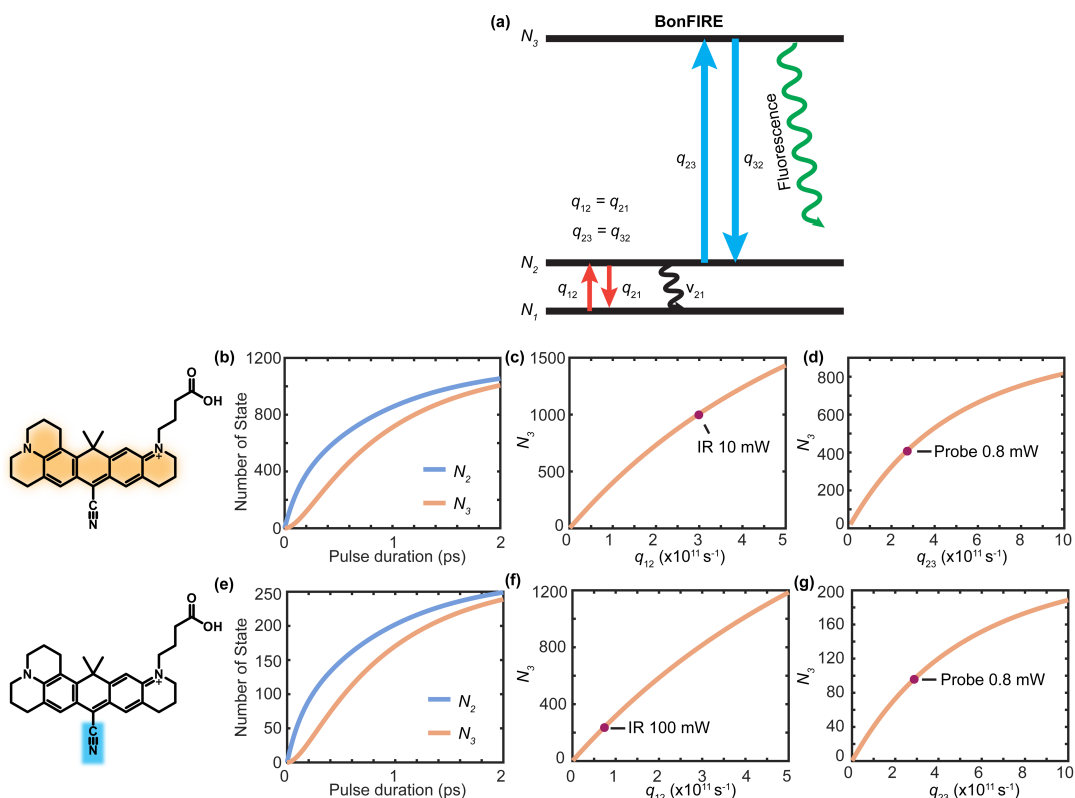 (a) BonFIRE
N3
Fluorescence
q23 q32
q12 = q21
q23 = q32
N2
q12 q21 v21
N1
(b) (c) (d)
O
OH
N
N+
C
N
Number of State
1200
800
400
0
0 1 2
Pulse duration (ps)
N2
N3
N3
1500
1000
500
0
IR 10 mW
0 1 2 3 4 5
q12 (x10^11 s^-1)
N3
800
600
400
200
0
Probe 0.8 mW
0 2 4 6 8 10
q23 (x10^11 s^-1)
(e) (f) (g)
O
OH
N
N+
C
N
Number of State
250
200
150
100
50
0
0 1 2
Pulse duration (ps)
N2
N3
N3
1200
800
400
0
IR 100 mW
0 1 2 3 4 5
q12 (x10^11 s^-1)
N3
200
160
120
80
40
0
Probe 0.8 mW
0 2 4 6 8 10
q23 (x10^11 s^-1)